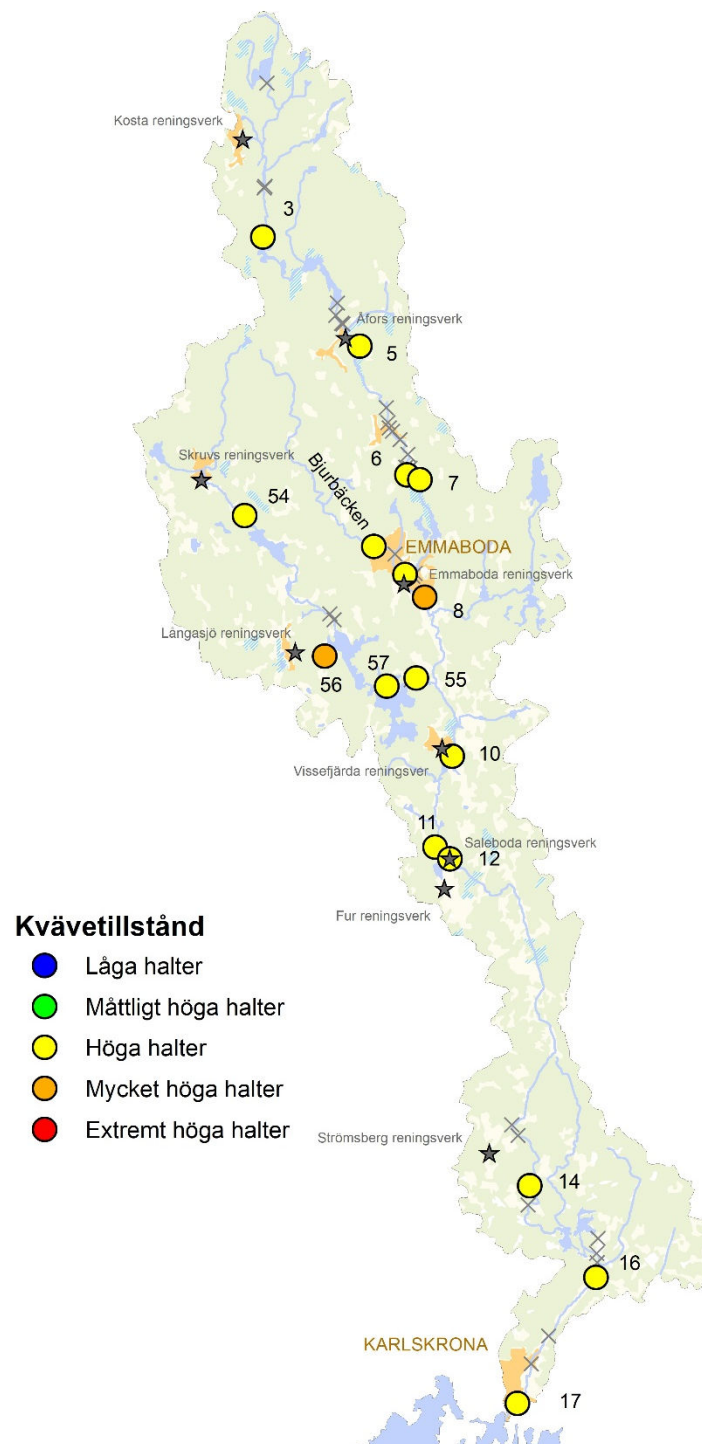 Kosta reningsverk
3
Åfors reningsverk
5
6
7
Skruvs reningsverk
54
Bjurbäcken
EMMABODA
Emmaboda reningsverk
8
Långasjö reningsverk
56
57
55
10
Vissefjärda reningsver
11
Saleboda reningsverk
12
Fur reningsverk
Kvävetillstånd
Låga halter
Måttligt höga halter
Höga halter
Mycket höga halter
Extremt höga halter
Strömsberg reningsverk
14
16
KARLSKRONA
17